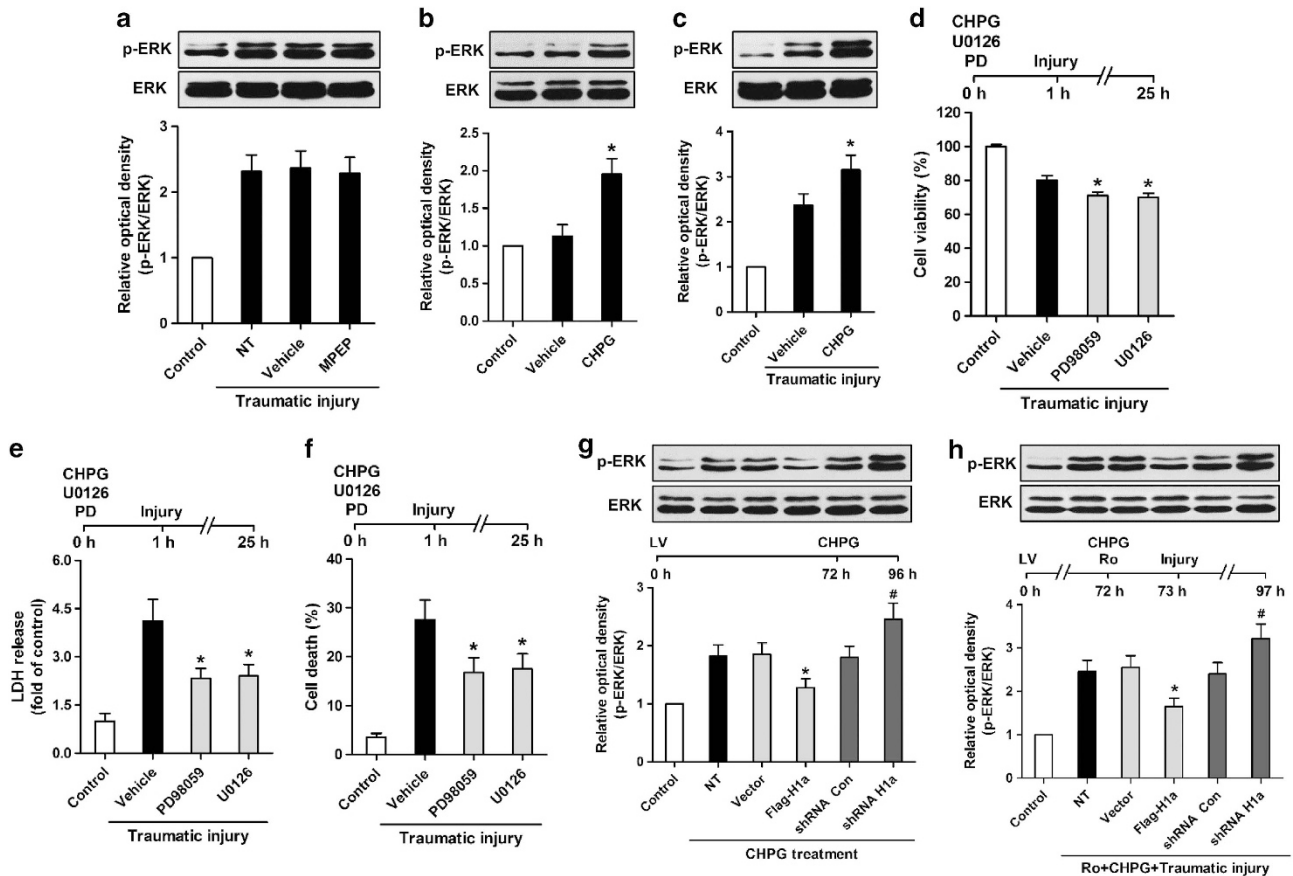 a
p-ERK
ERK
Relative optical density
(p-ERK/ERK)
3
2
1
0
Control
NT
Vehicle
MPEP
Traumatic injury
b
p-ERK
ERK
Relative optical density
(p-ERK/ERK)
2.5
2.0
1.5
1.0
0.5
0.0
*
Control
Vehicle
CHPG
c
p-ERK
ERK
Relative optical density
(p-ERK/ERK)
4
3
2
1
0
*
Control
Vehicle
CHPG
Traumatic injury
d
CHPG
U0126
PD Injury
0 h 1 h 25 h
Cell viability (%)
120
100
80
60
40
20
0
* *
Control
Vehicle
PD98059
U0126
Traumatic injury
e
CHPG
U0126
PD Injury
0 h 1 h 25 h
LDH release
(fold of control)
6.0
4.5
3.0
1.5
0.0
* *
Control
Vehicle
PD98059
U0126
Traumatic injury
f
CHPG
U0126
PD Injury
0 h 1 h 25 h
Cell death (%)
40
30
20
10
0
* *
Control
Vehicle
PD98059
U0126
Traumatic injury
g
p-ERK
ERK
LV CHPG
0 h 72 h 96 h
Relative optical density
(p-ERK/ERK)
3
2
1
0
* #
Control
NT
Vector
Flag-H1a
shRNA Con
shRNA H1a
CHPG treatment
h
p-ERK
ERK
CHPG
LV Ro Injury
0 h 72 h 73 h 97 h
Relative optical density
(p-ERK/ERK)
4
3
2
1
0
* #
Control
NT
Vector
Flag-H1a
shRNA Con
shRNA H1a
Ro+CHPG+Traumatic injury